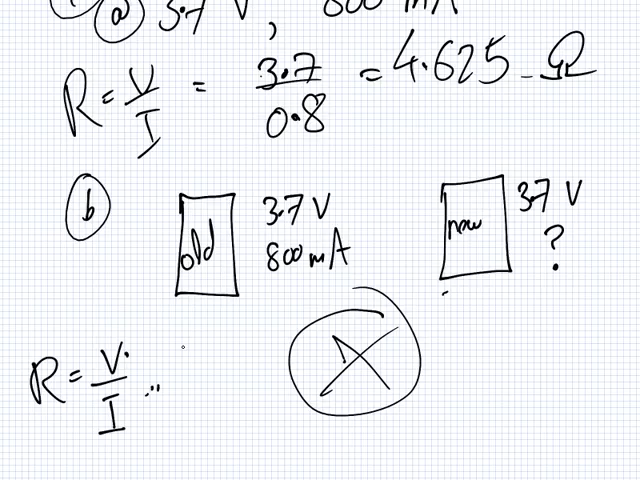 (a) 3.7 V, 800 mA
R = V/I = 3.7/0.8 = 4.625 Ω
(b) old 3.7 V 800 mA new 3.7 V ?
R = V/I ..